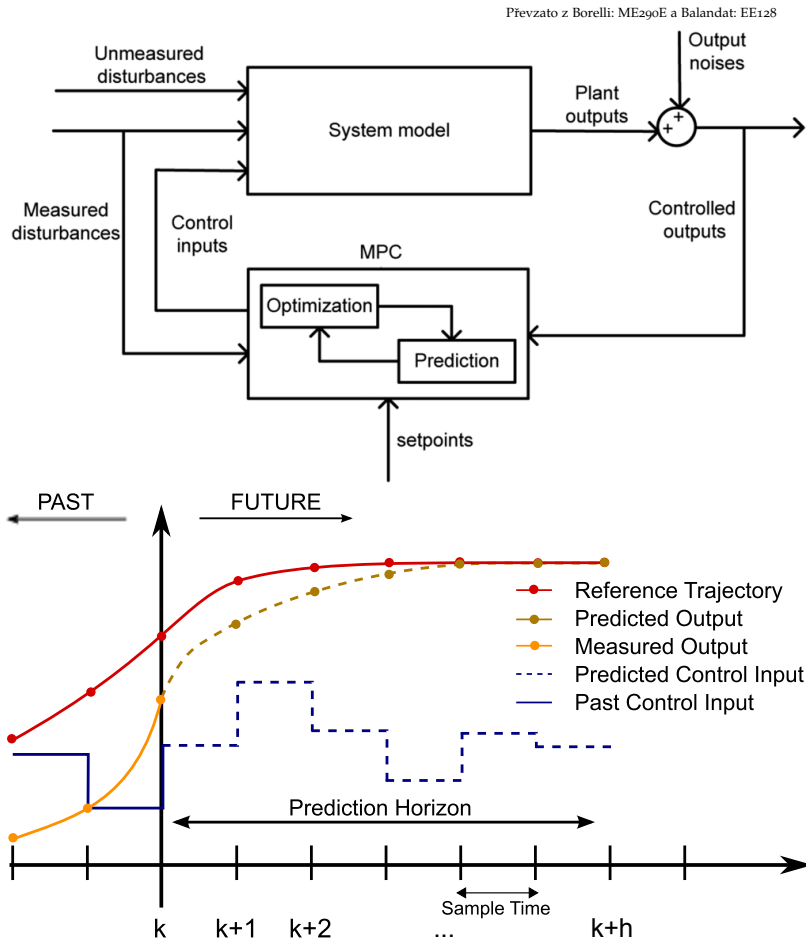 Převzato z Borelli: ME290E a Balandat: EE128
Unmeasured
disturbances
Output
noises
System model
Plant
outputs
+
+
Measured
disturbances
Control
inputs
Controlled
outputs
MPC
Optimization
Prediction
setpoints
PAST
FUTURE
Reference Trajectory
Predicted Output
Measured Output
Predicted Control Input
Past Control Input
Prediction Horizon
Sample Time
k
k+1
k+2
...
k+h